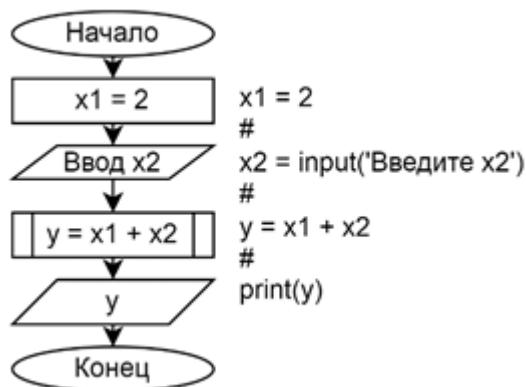 Начало
x1 = 2
Ввод x2
y = x1 + x2
y
Конец
x1 = 2
#
x2 = input('Введите x2')
#
y = x1 + x2
#
print(y)